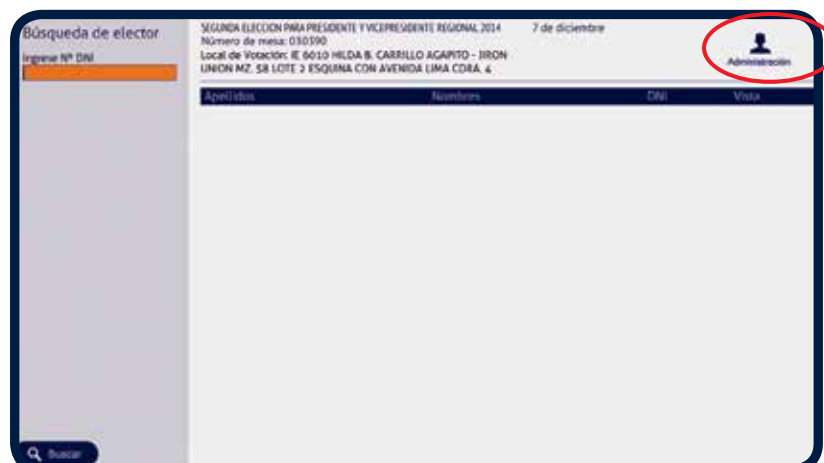 Búsqueda de elector
Ingrese Nº DNI
SEGUNDA ELECCION PARA PRESIDENTE Y VICEPRESIDENTE REGIONAL 2014 7 de diciembre
Número de mesa: 030390
Local de Votación: IE 6010 HILDA B. CARRILLO AGAPITO - JIRON
UNION MZ. 58 LOTE 2 ESQUINA CON AVENIDA LIMA CDRA. 4
Administración
Apellidos Nombres DNI Vista
Buscar